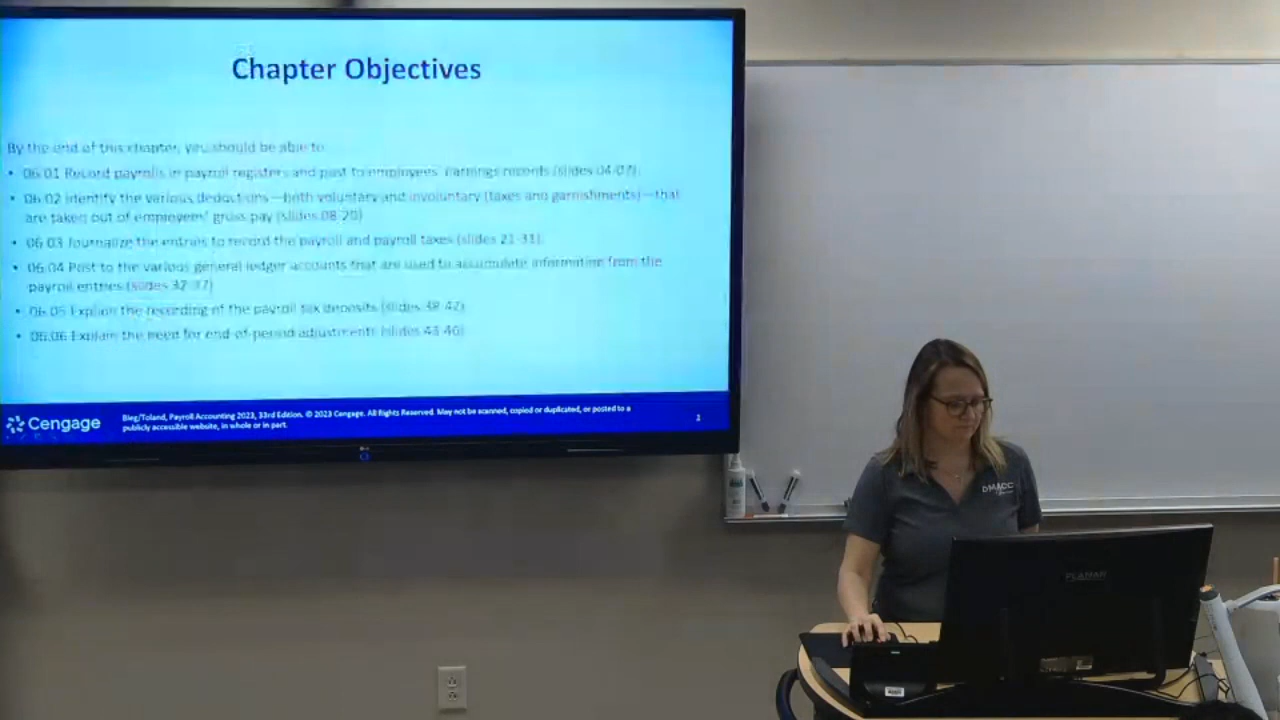 Chapter Objectives
By the end of this chapter, you should be able to
• 06.01 Record payrolls in payroll registers and post to employees' earnings records (slides 04-07).
• 06.02 Identify the various deductions—both voluntary and involuntary (taxes and garnishments)—that
are taken out of employees' gross pay (slides 08-20)
• 06.03 Journalize the entries to record the payroll and payroll taxes (slides 21-31).
• 06.04 Post to the various general ledger accounts that are used to accumulate information from the
payroll entries (slides 32-37)
• 06.05 Explain the recording of the payroll tax deposits (slides 38-42)
• 06.06 Explain the need for end-of-period adjustments (slides 43-46)
Cengage
Bieg/Toland, Payroll Accounting 2023, 33rd Edition. © 2023 Cengage. All Rights Reserved. May not be scanned, copied or duplicated, or posted to a
publicly accessible website, in whole or in part.
LG
DMACC
PLANAR